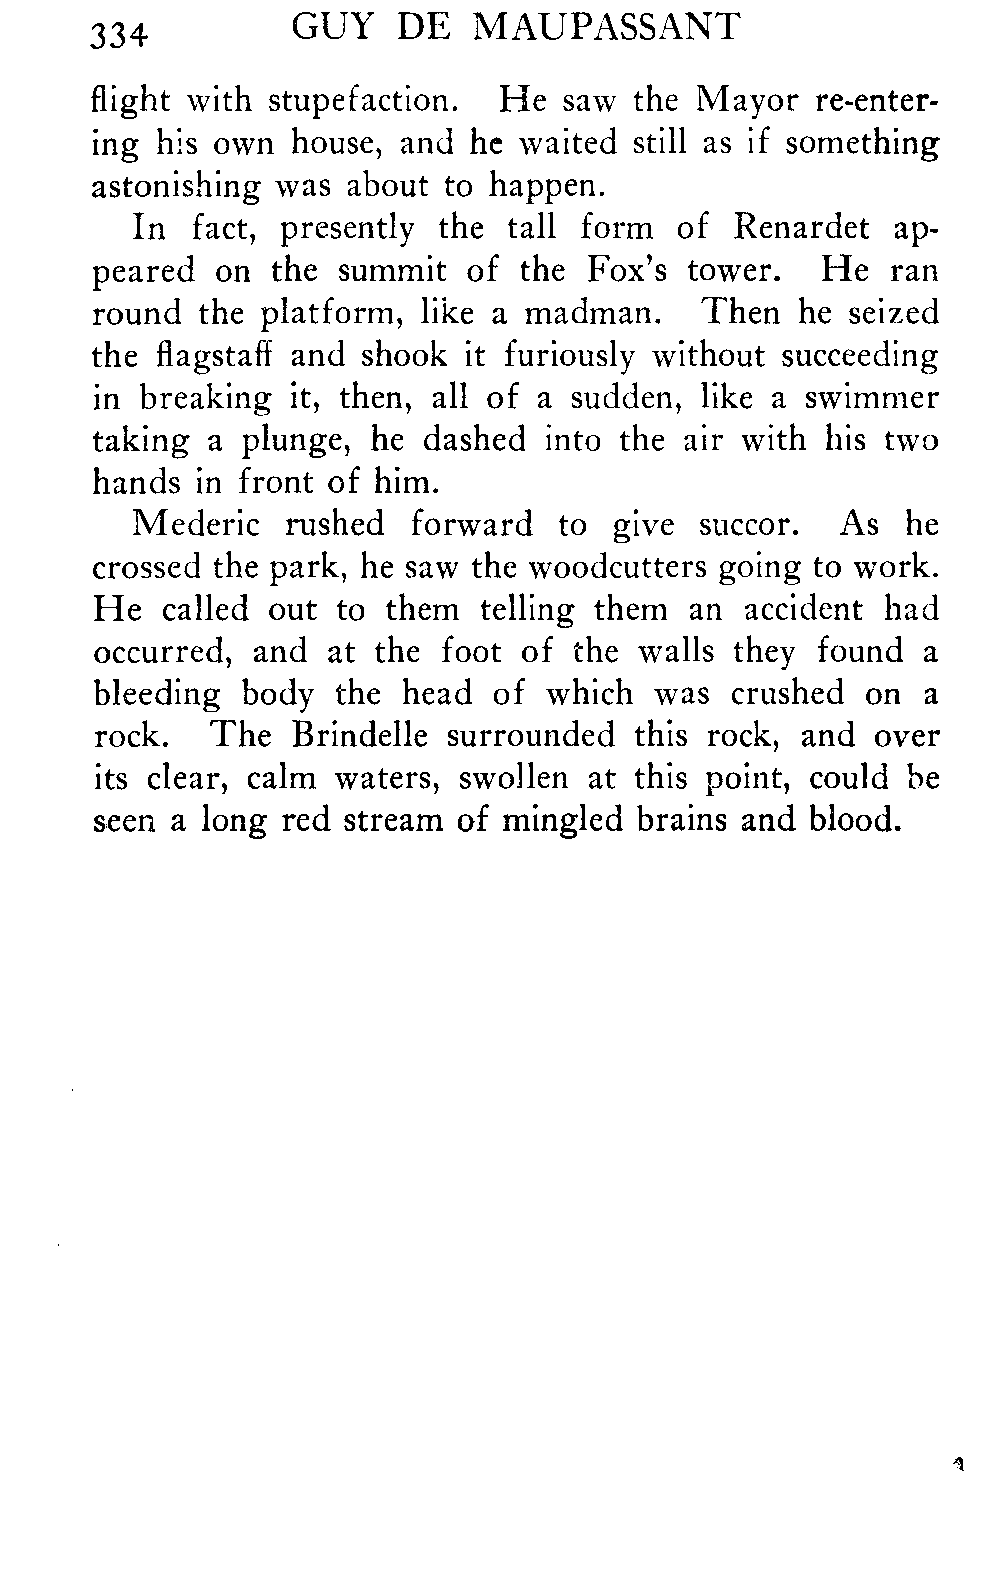 334 GUY DE MAUPASSANT
flight with stupefaction. He saw the Mayor re-enter-
ing his own house, and he waited still as if something
astonishing was about to happen.
In fact, presently the tall form of Renardet ap-
peared on the summit of the Fox's tower. He ran
round the platform, like a madman. Then he seized
the flagstaff and shook it furiously without succeeding
in breaking it, then, all of a sudden, like a swimmer
taking a plunge, he dashed into the air with his two
hands in front of him.
Mederic rushed forward to give succor. As he
crossed the park, he saw the woodcutters going to work.
He called out to them telling them an accident had
occurred, and at the foot of the walls they found a
bleeding body the head of which was crushed on a
rock. The Brindelle surrounded this rock, and over
its clear, calm waters, swollen at this point, could be
seen a long red stream of mingled brains and blood.